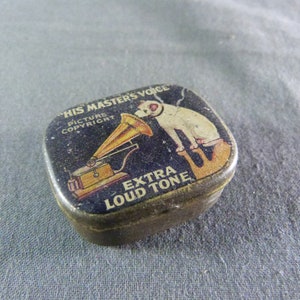 "HIS MASTER'S VOICE"
PICTURE
COPYRIGHT
EXTRA
LOUD TONE